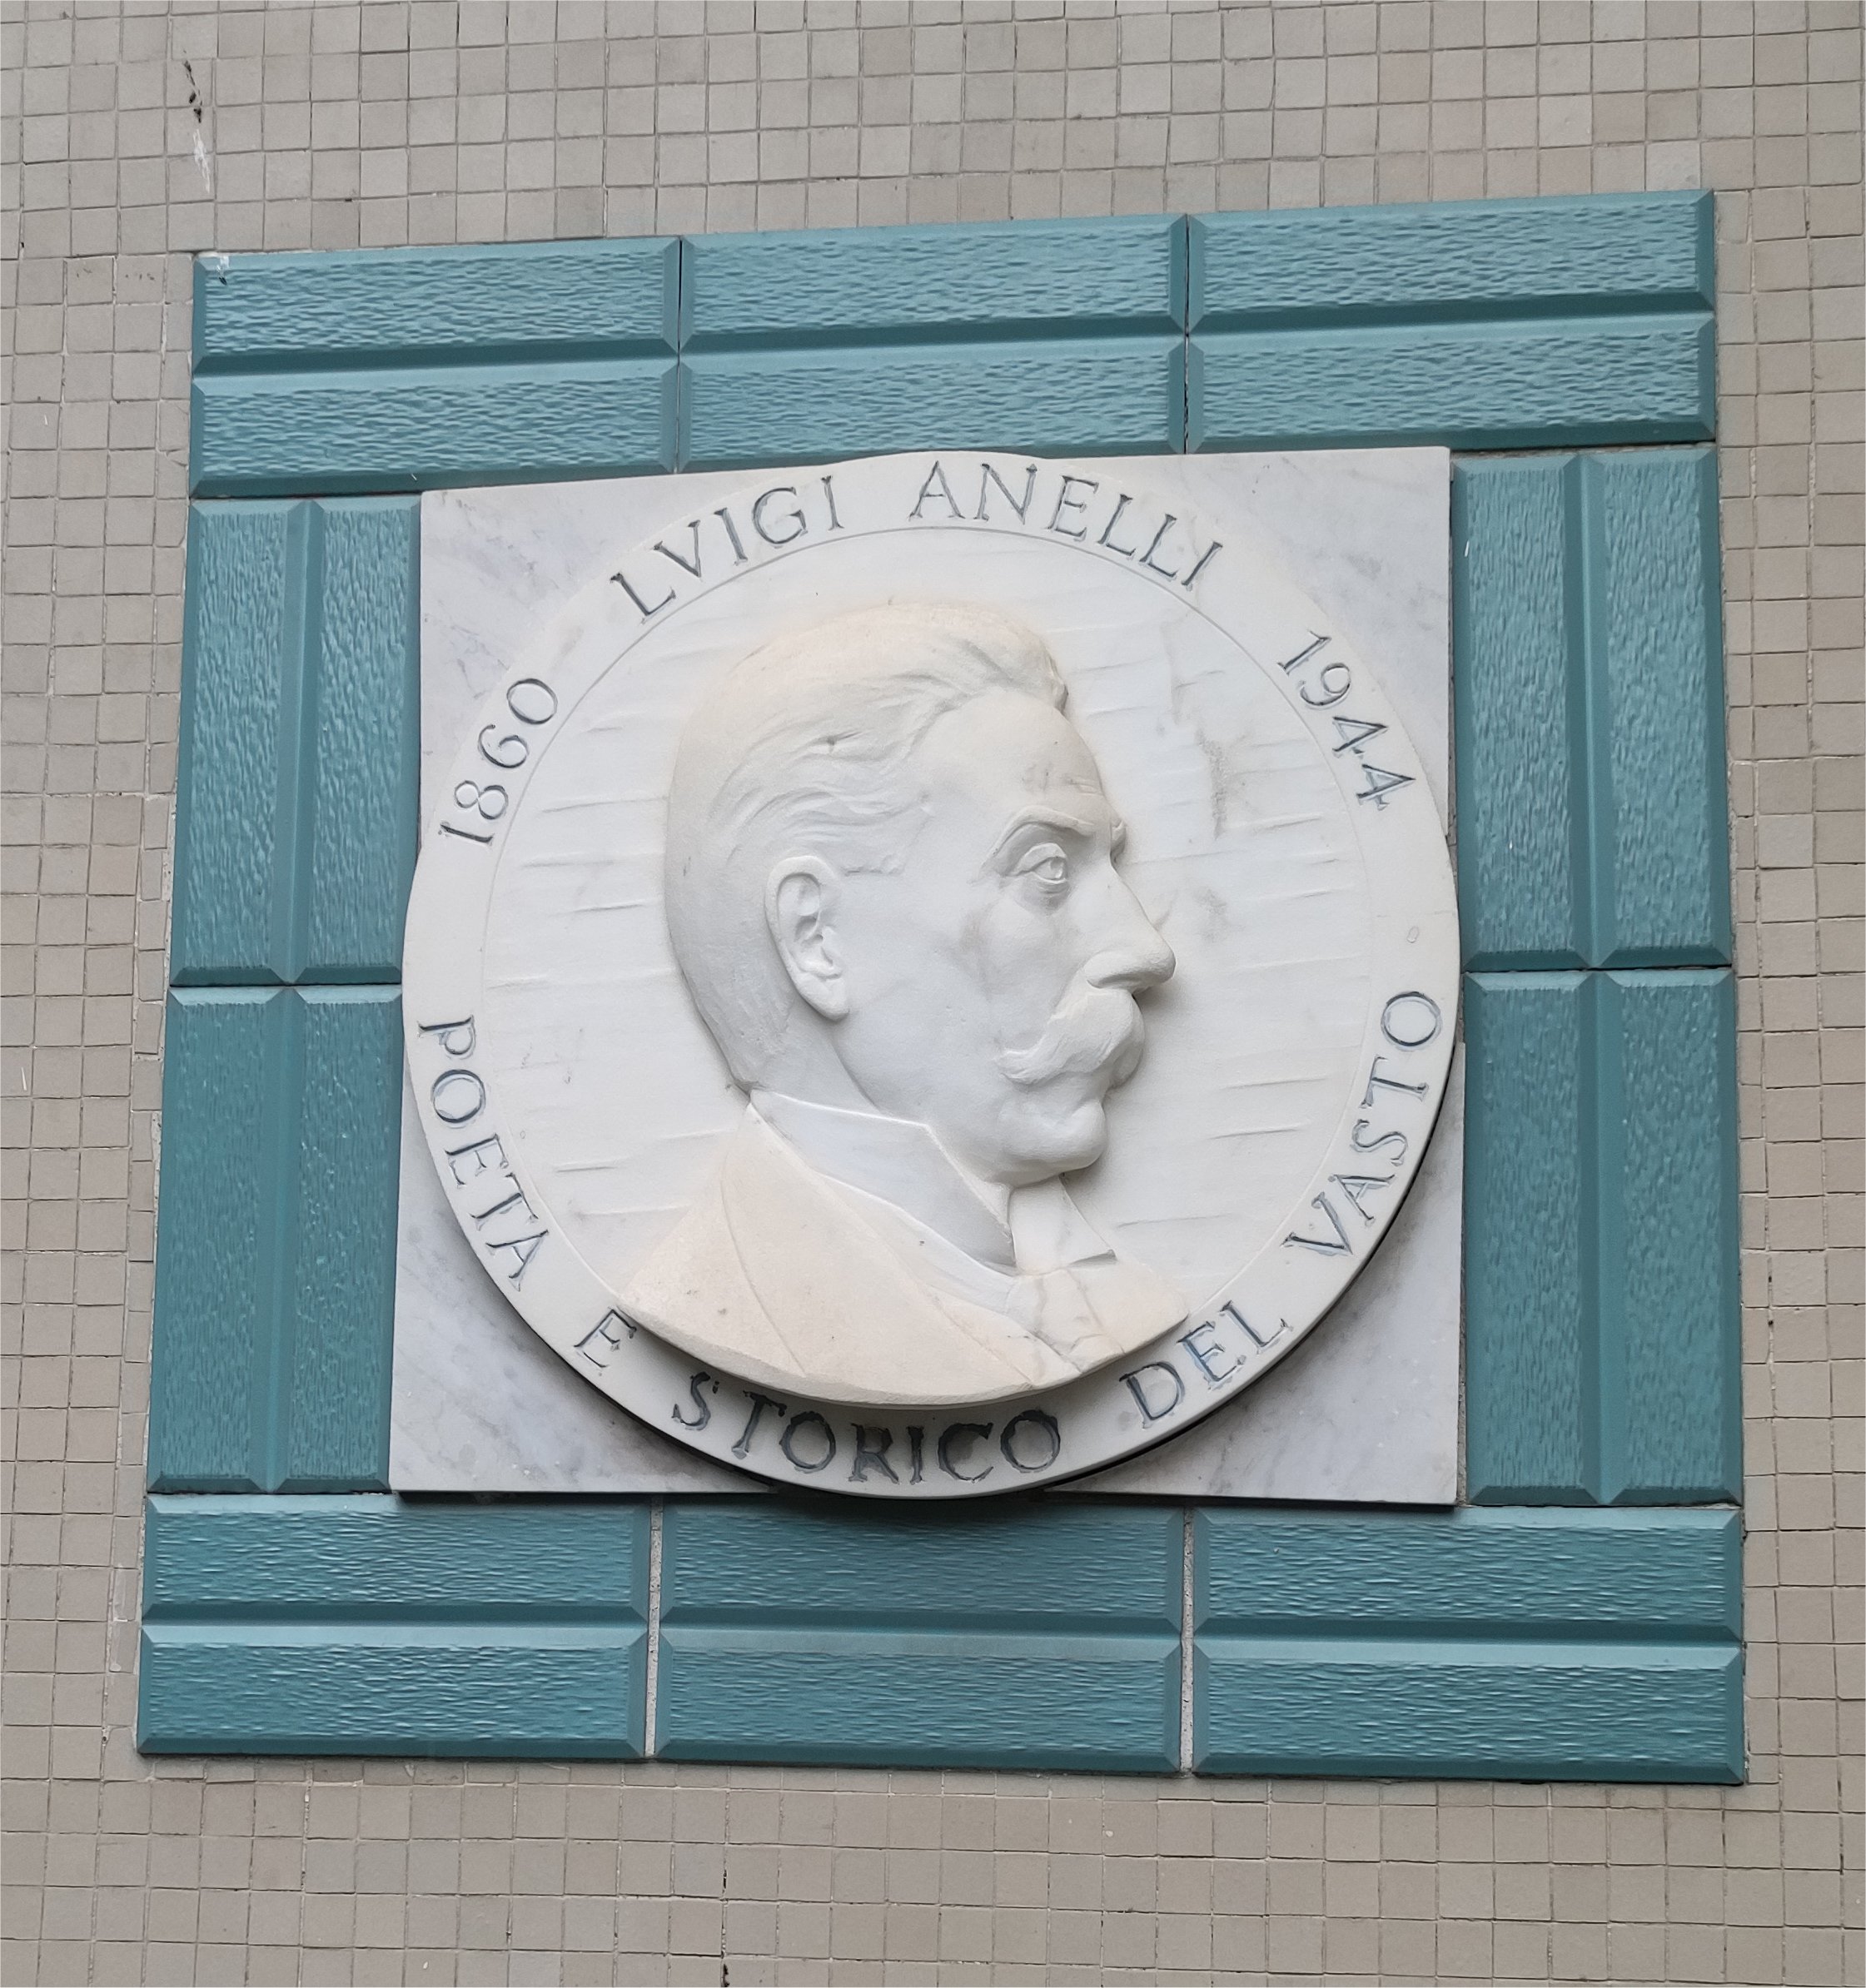 1860 LVIGI ANELLI 1944
POETA E STORICO DEL VASTO